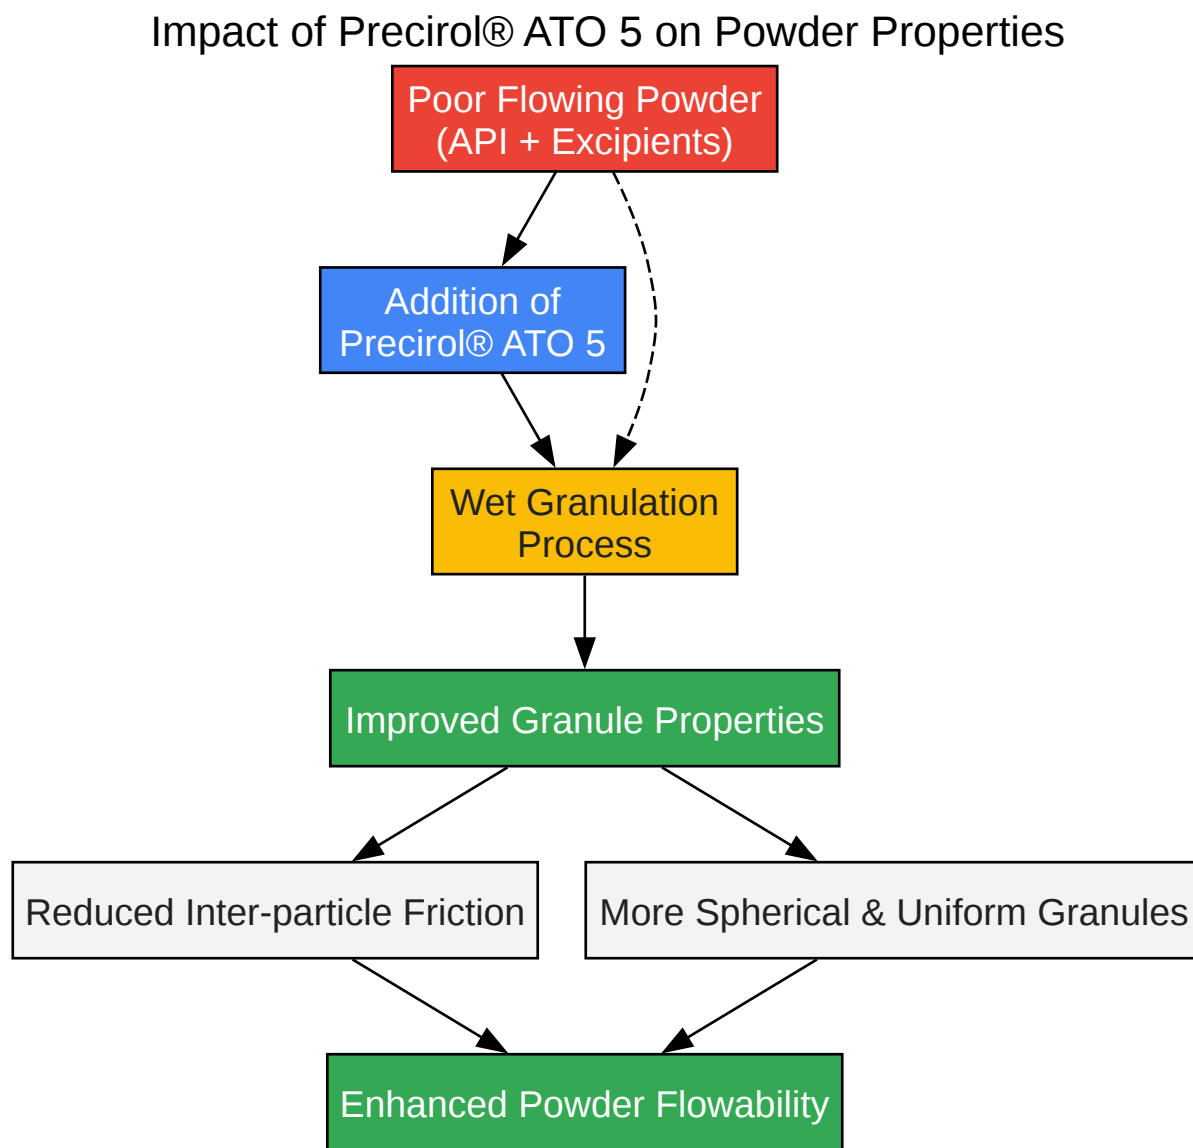 Impact of Precirol® ATO 5 on Powder Properties
Poor Flowing Powder
(API + Excipients)
Addition of
Precirol® ATO 5
Wet Granulation
Process
Improved Granule Properties
Reduced Inter-particle Friction
More Spherical & Uniform Granules
Enhanced Powder Flowability